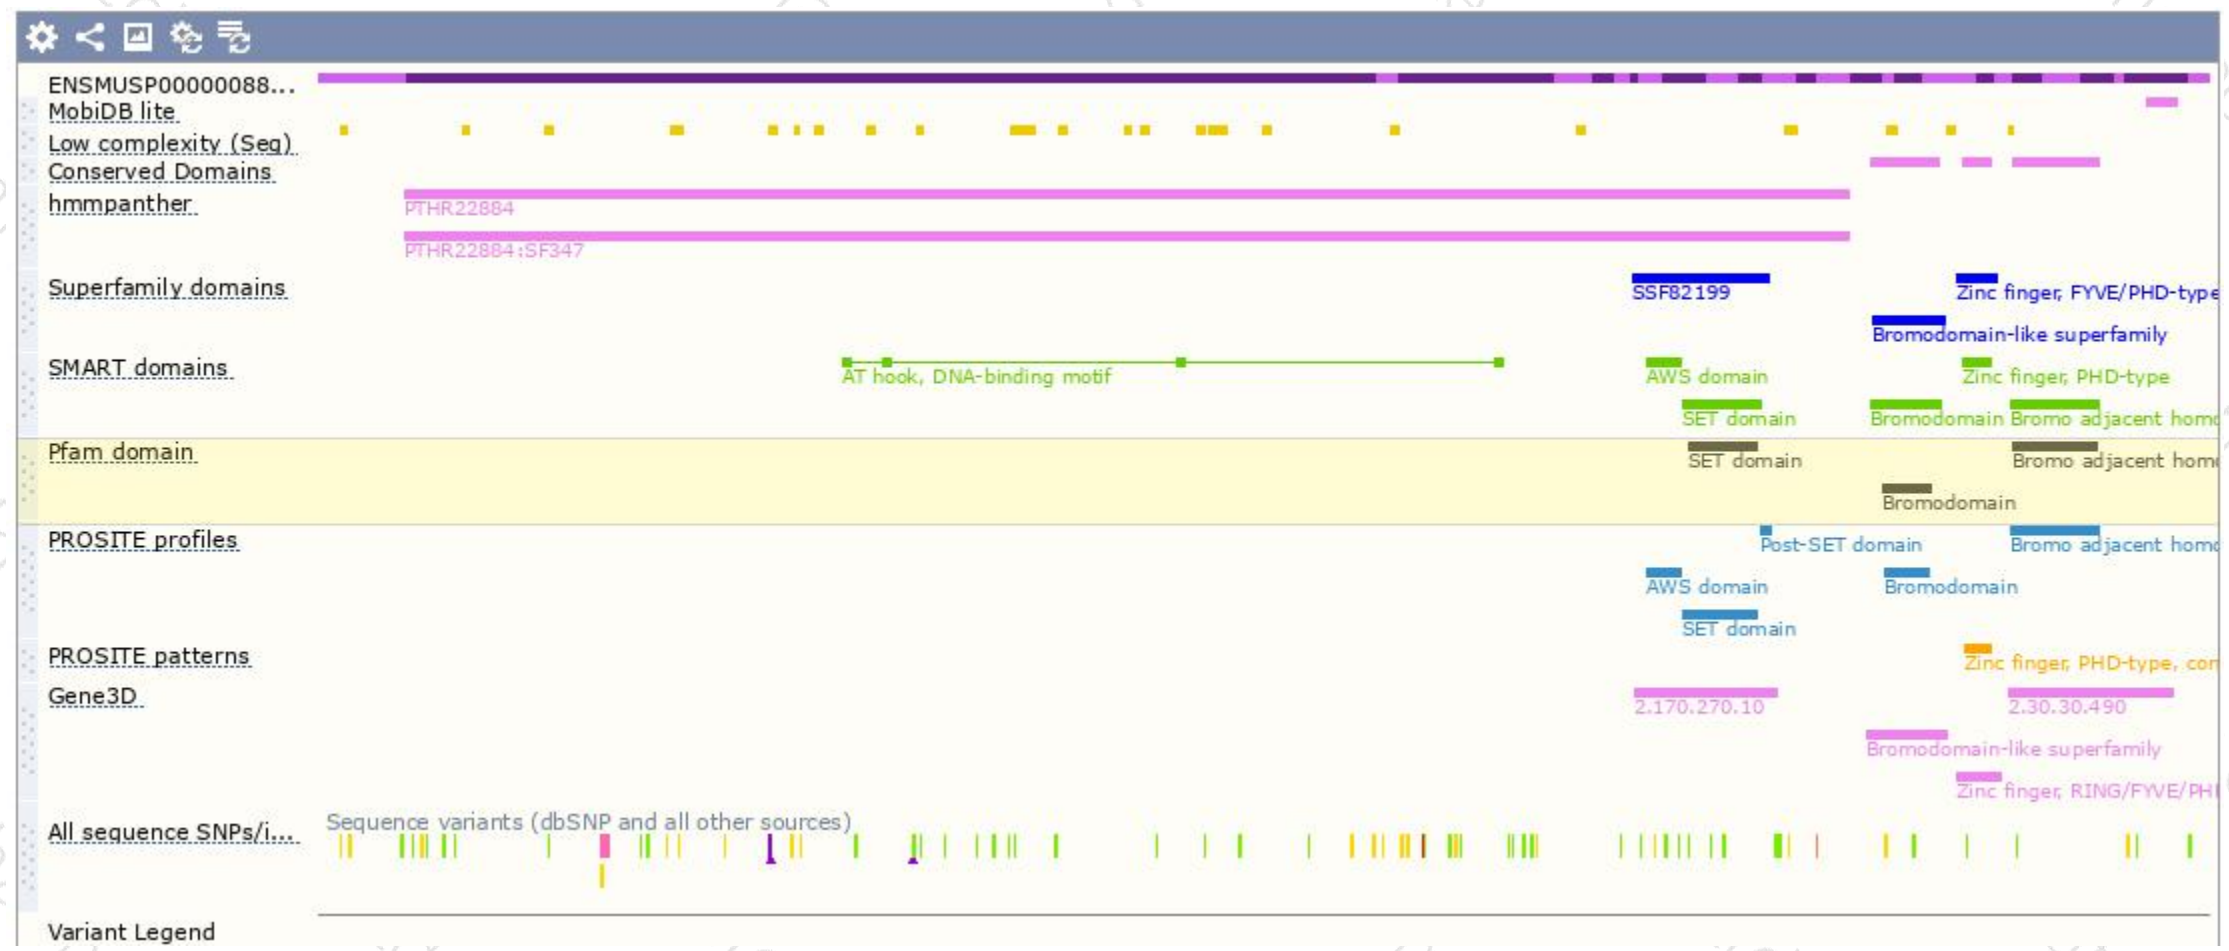 ENSMUSP00000088...
MobiDB lite
Low complexity (Seg)
Conserved Domains
hmmpanther
PTHR22884
PTHR22884:SF347
Superfamily domains
SSF82199
Zinc finger, FYVE/PHD-type
Bromodomain-like superfamily
SMART domains
AT hook, DNA-binding motif
AWS domain
Zinc finger, PHD-type
SET domain
Bromodomain
Bromo adjacent homo
Pfam domain
SET domain
Bromo adjacent homo
Bromodomain
PROSITE profiles
Post-SET domain
Bromo adjacent homo
AWS domain
Bromodomain
SET domain
PROSITE patterns
Zinc finger, PHD-type, con
Gene3D
2.170.270.10
2.30.30.490
Bromodomain-like superfamily
Zinc finger, RING/FYVE/PH
All sequence SNPs/i...
Sequence variants (dbSNP and all other sources)
Variant Legend